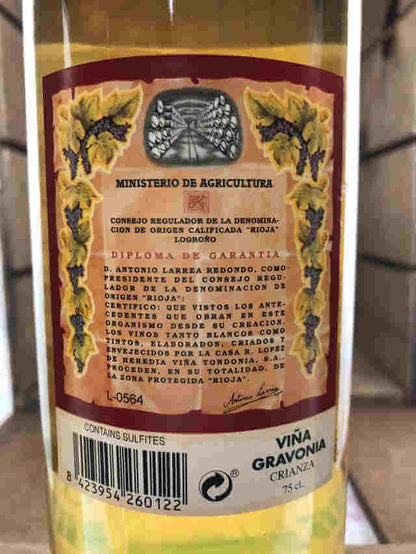 MINISTERIO DE AGRICULTURA
CONSEJO REGULADOR DE LA DENOMINA-
CION DE ORIGEN CALIFICADA "RIOJA"
LOGROÑO
DIPLOMA DE GARANTIA
D. ANTONIO LARREA REDONDO, COMO
PRESIDENTE DEL CONSEJO REGU-
LADOR DE LA DENOMINACION DE
ORIGEN "RIOJA":
CERTIFICO: QUE VISTOS LOS ANTE-
CEDENTES QUE OBRAN EN ESTE
ORGANISMO DESDE SU CREACION,
LOS VINOS TANTO BLANCOS COMO
TINTOS, ELABORADOS, CRIADOS Y
ENVEJECIDOS POR LA CASA R. LOPEZ
DE HEREDIA VIÑA TONDONIA, S.A.,
PROCEDEN, EN SU TOTALIDAD, DE
LA ZONA PROTEGIDA "RIOJA".
L-0564
Antonio Larrea
CONTAINS SULFITES
8 423954 260122
®
VIÑA
GRAVONIA
CRIANZA
75 cl.